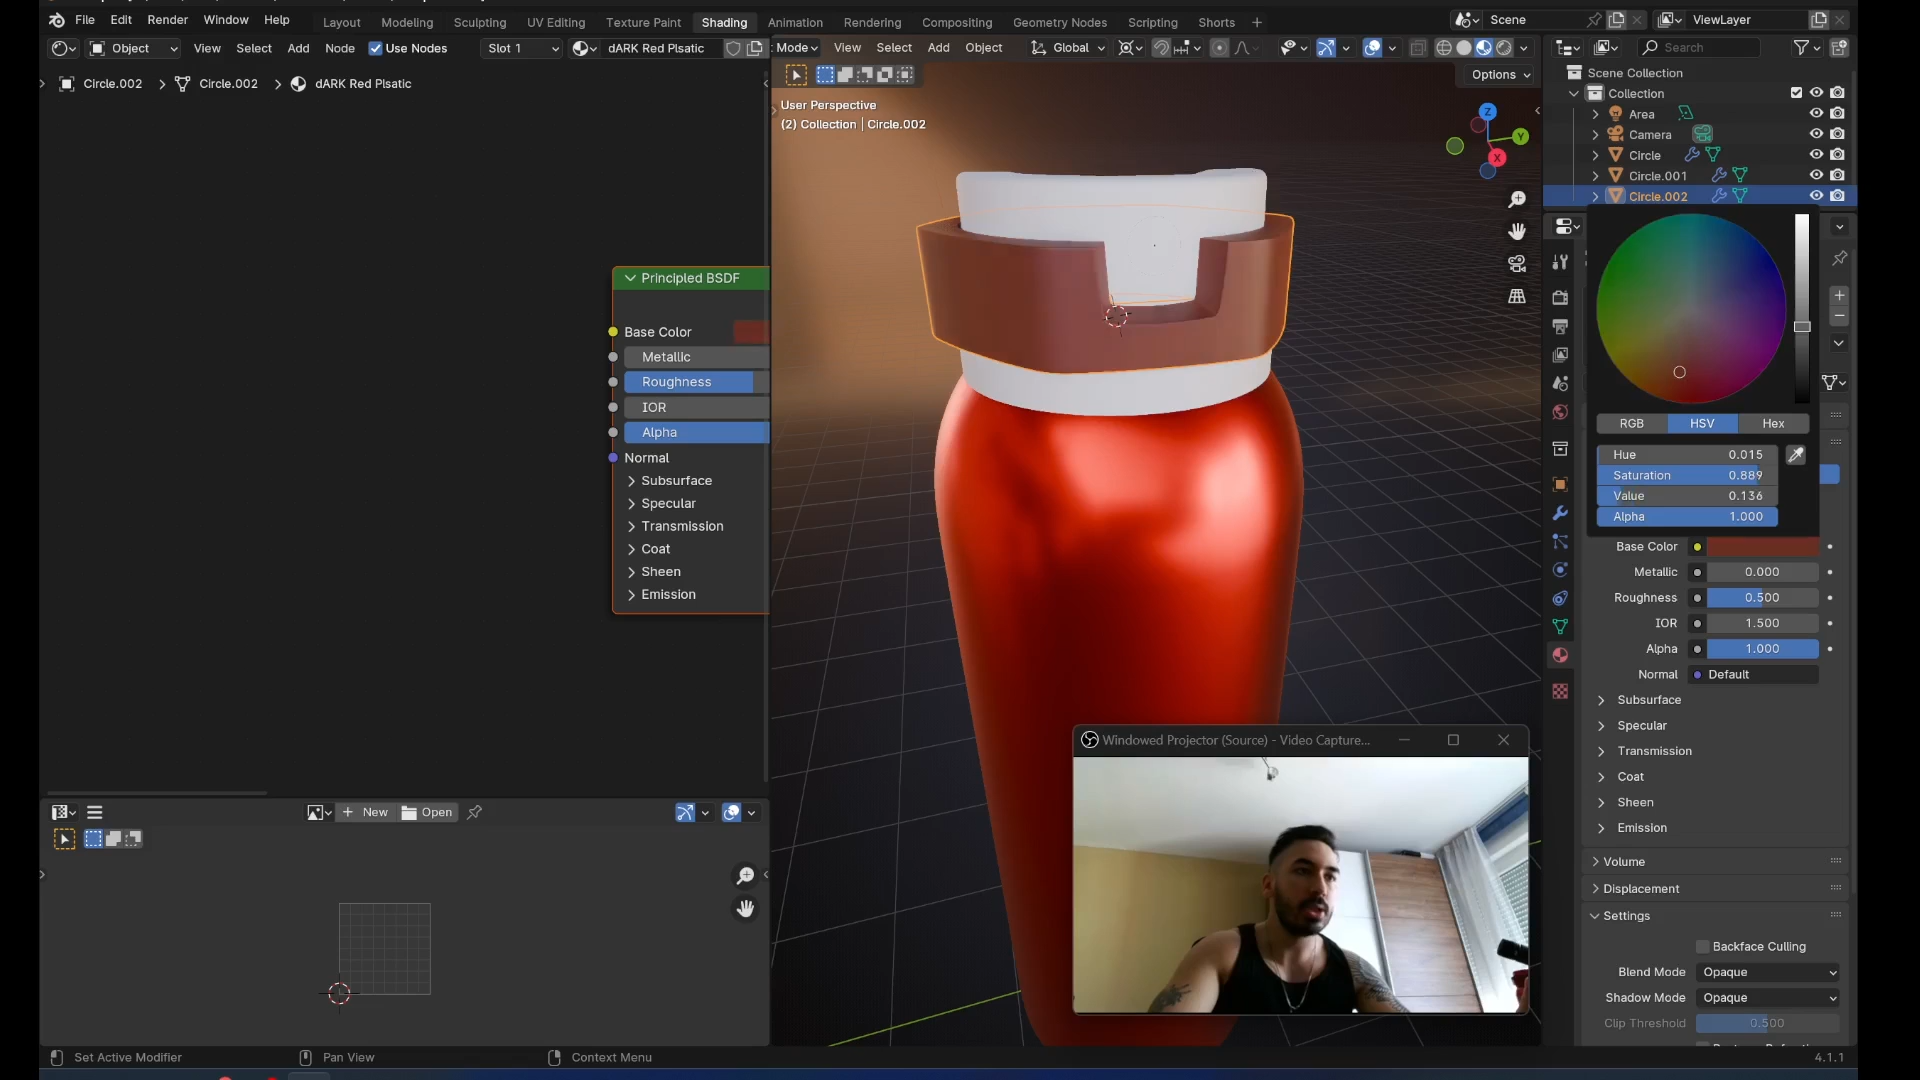 File Edit Render Window Help Layout Modeling Sculpting UV Editing Texture Paint Shading Animation Rendering Compositing Geometry Nodes Scripting Shorts + Scene ViewLayer
Object View Select Add Node Use Nodes Slot 1 dARK Red Plsatic Mode View Select Add Object Global Search
Options
Circle.002 > Circle.002 > dARK Red Plsatic
User Perspective
(2) Collection | Circle.002
Z
Y
X
Scene Collection
Collection
Area
Camera
Circle
Circle.001
Circle.002
Principled BSDF
Base Color
Metallic
Roughness
IOR
Alpha
Normal
Subsurface
Specular
Transmission
Coat
Sheen
Emission
RGB HSV Hex
Hue 0.015
Saturation 0.889
Value 0.136
Alpha 1.000
Base Color
Metallic 0.000
Roughness 0.500
IOR 1.500
Alpha 1.000
Normal Default
Subsurface
Specular
Transmission
Coat
Sheen
Emission
Volume
Displacement
Settings
Backface Culling
Blend Mode Opaque
Shadow Mode Opaque
Clip Threshold 0.500
Windowed Projector (Source) - Video Capture...
New Open
Set Active Modifier Pan View Context Menu 4.1.1